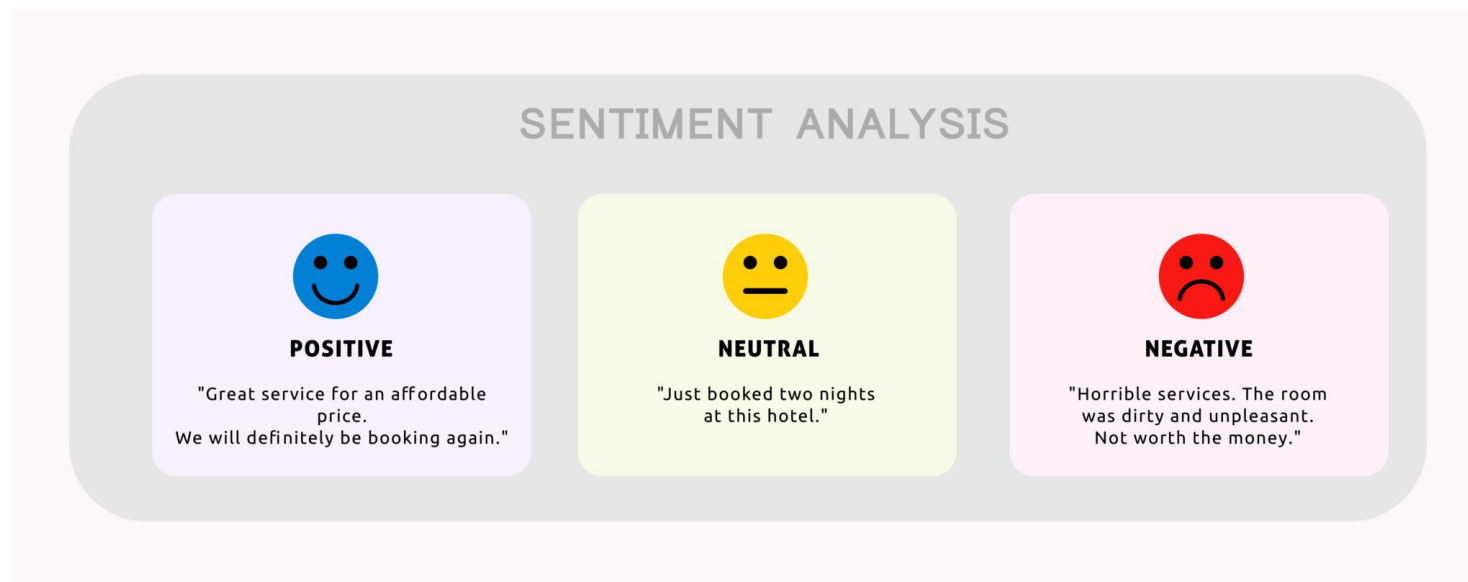 SENTIMENT ANALYSIS
POSITIVE
"Great service for an affordable
price.
We will definitely be booking again."
NEUTRAL
"Just booked two nights
at this hotel."
NEGATIVE
"Horrible services. The room
was dirty and unpleasant.
Not worth the money."